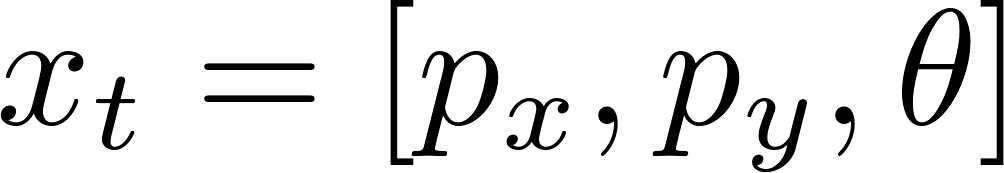 x_t = [p_x, p_y, θ]